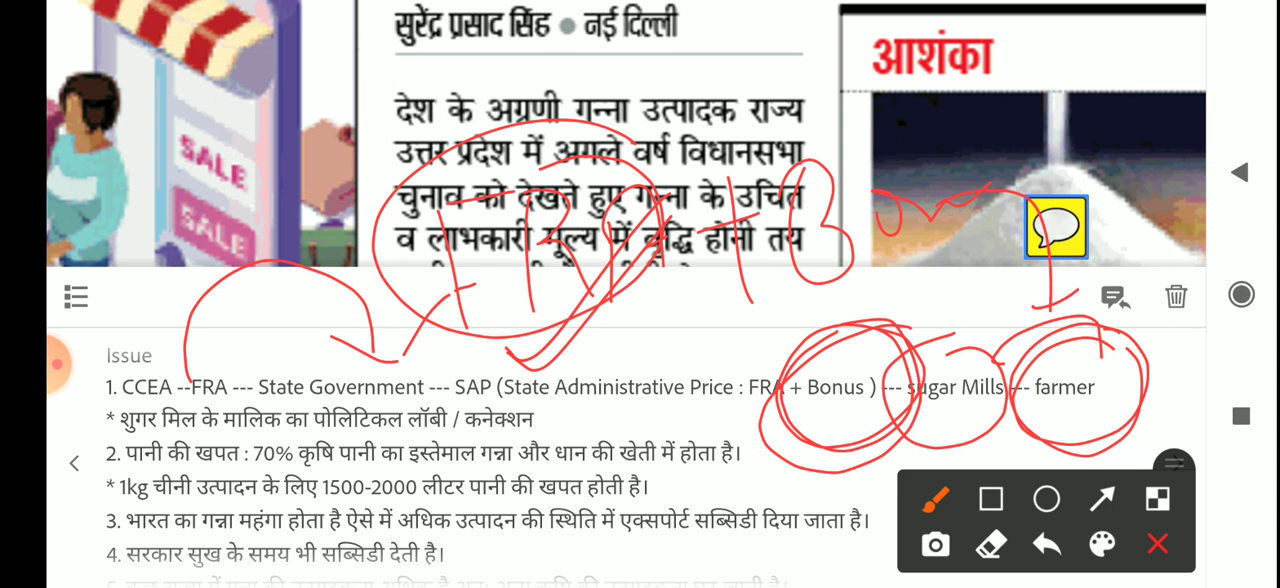 सुरेंद्र प्रसाद सिंह ● नई दिल्ली
आशंका
देश के अग्रणी गन्ना उत्पादक राज्य
उत्तर प्रदेश में अगले वर्ष विधानसभा
चुनाव को देखते हुए गन्ना के उचित
व लाभकारी मूल्य में वृद्धि होनी तय
SALE
SALE
Issue
1. CCEA --FRA --- State Government --- SAP (State Administrative Price : FRA + Bonus ) --- sugar Mills --- farmer
* शुगर मिल के मालिक का पोलिटिकल लॉबी / कनेक्शन
2. पानी की खपत : 70% कृषि पानी का इस्तेमाल गन्ना और धान की खेती में होता है।
* 1kg चीनी उत्पादन के लिए 1500-2000 लीटर पानी की खपत होती है।
3. भारत का गन्ना महंगा होता है ऐसे में अधिक उत्पादन की स्थिति में एक्सपोर्ट सब्सिडी दिया जाता है।
4. सरकार सुख के समय भी सब्सिडी देती है।